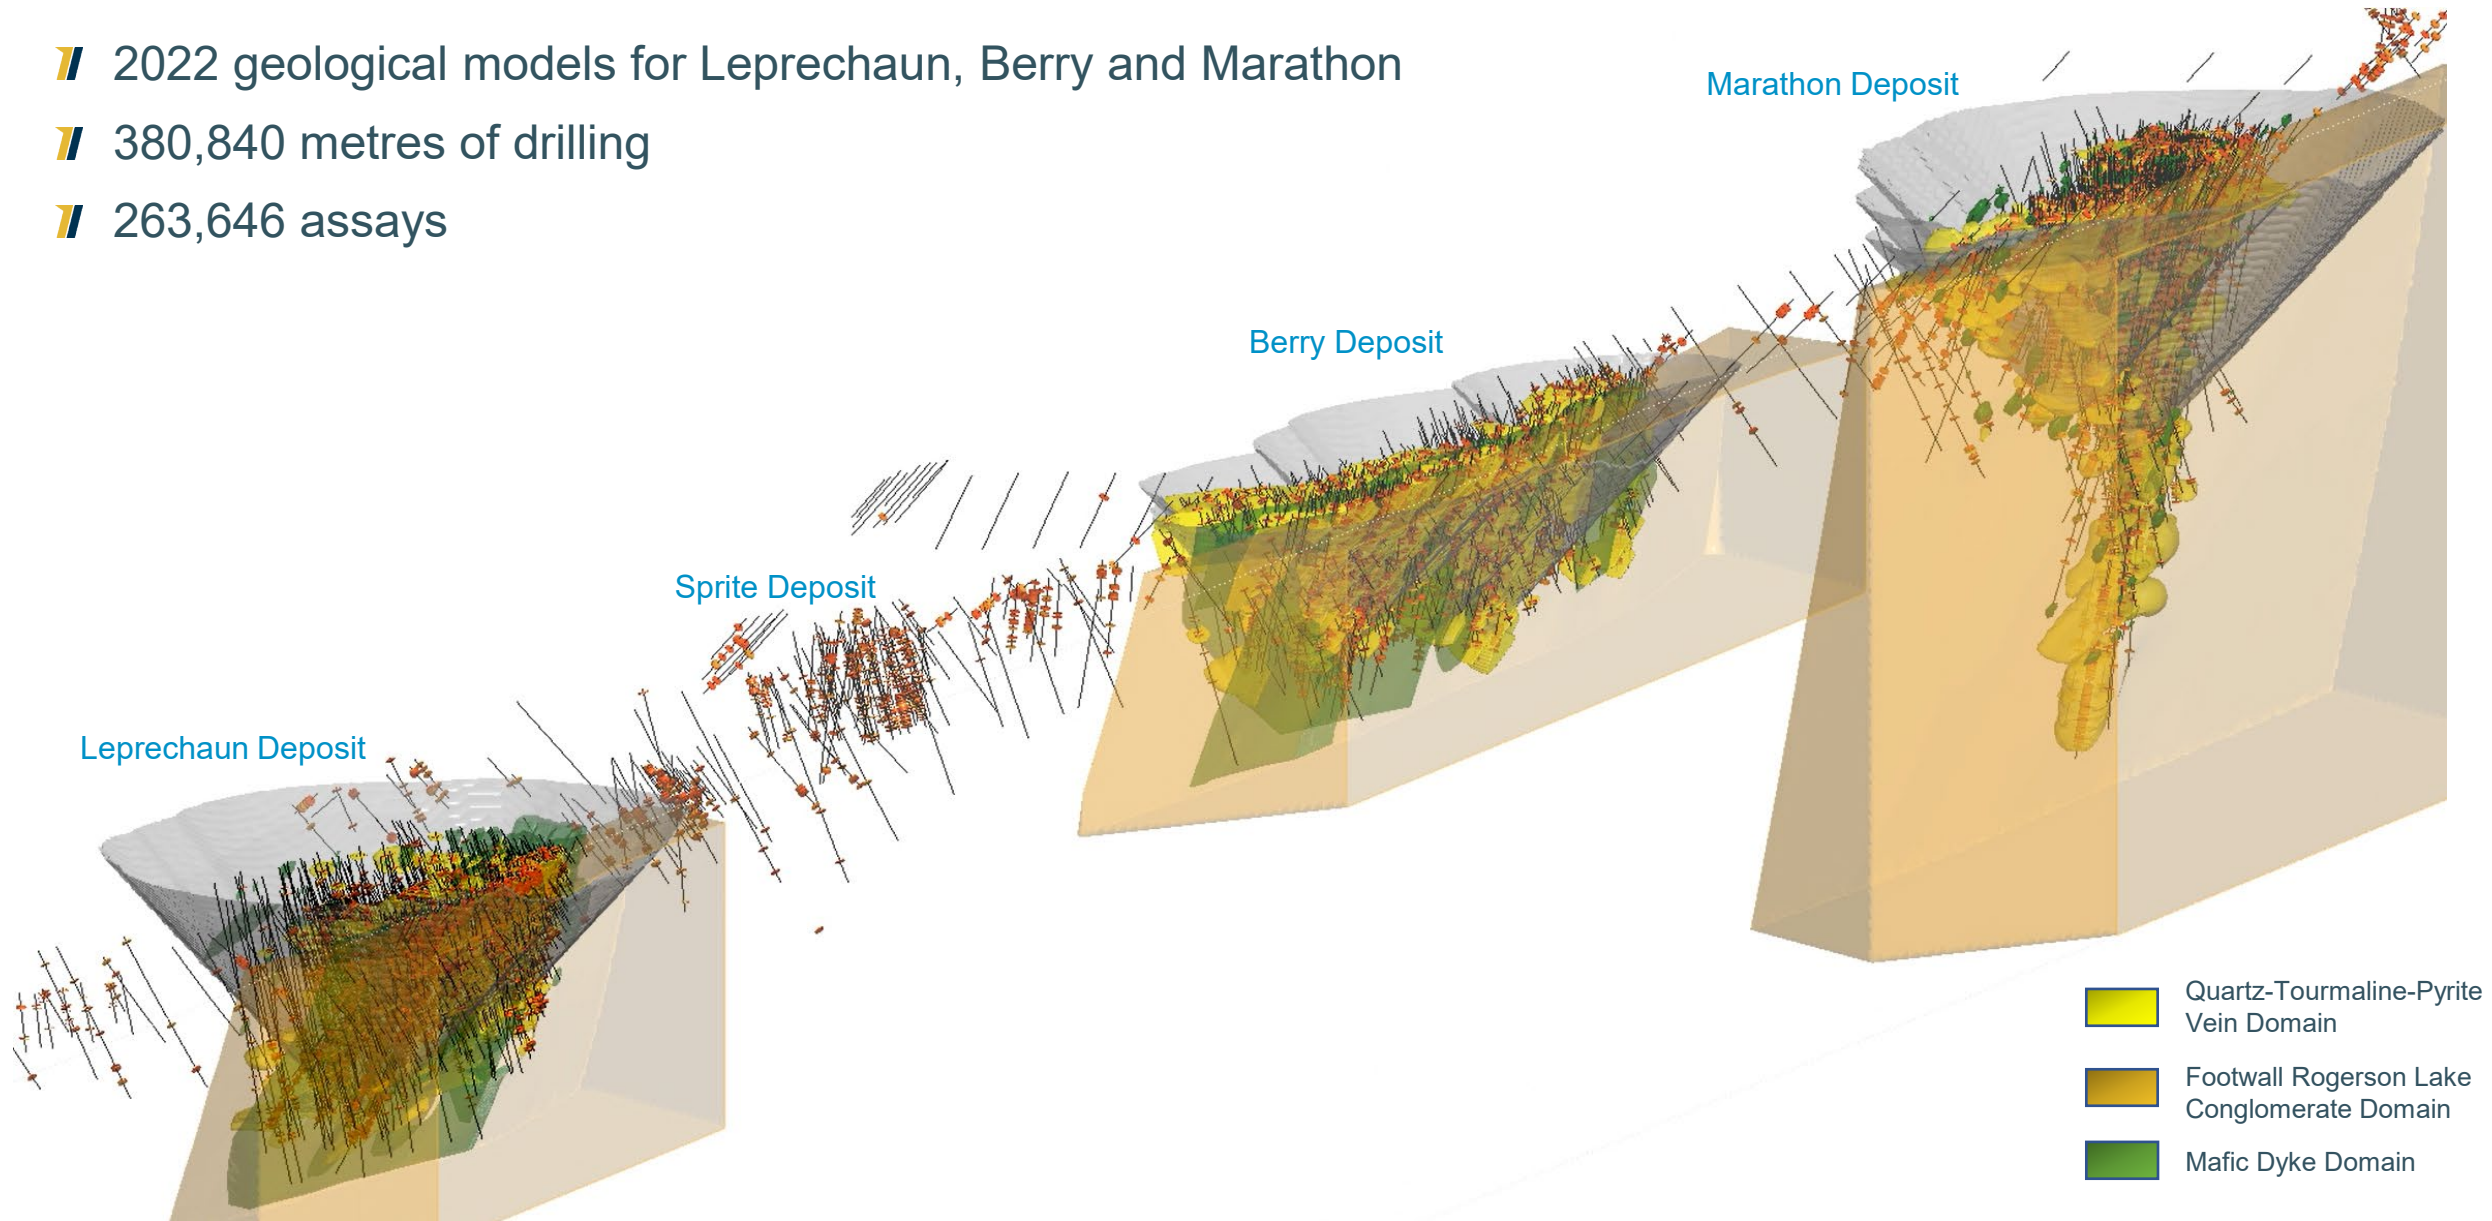 2022 geological models for Leprechaun, Berry and Marathon
380,840 metres of drilling
263,646 assays
Marathon Deposit
Berry Deposit
Sprite Deposit
Leprechaun Deposit
Quartz-Tourmaline-Pyrite
Vein Domain
Footwall Rogerson Lake
Conglomerate Domain
Mafic Dyke Domain